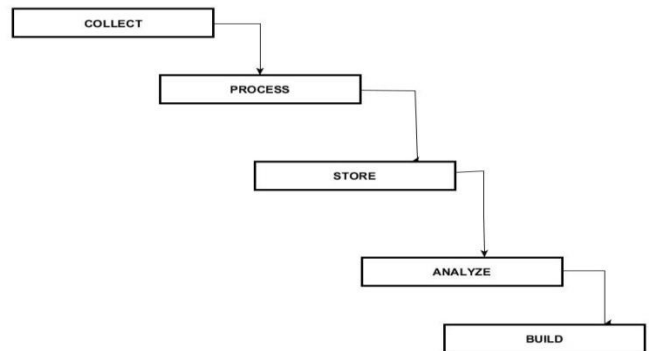 COLLECT
PROCESS
STORE
ANALYZE
BUILD